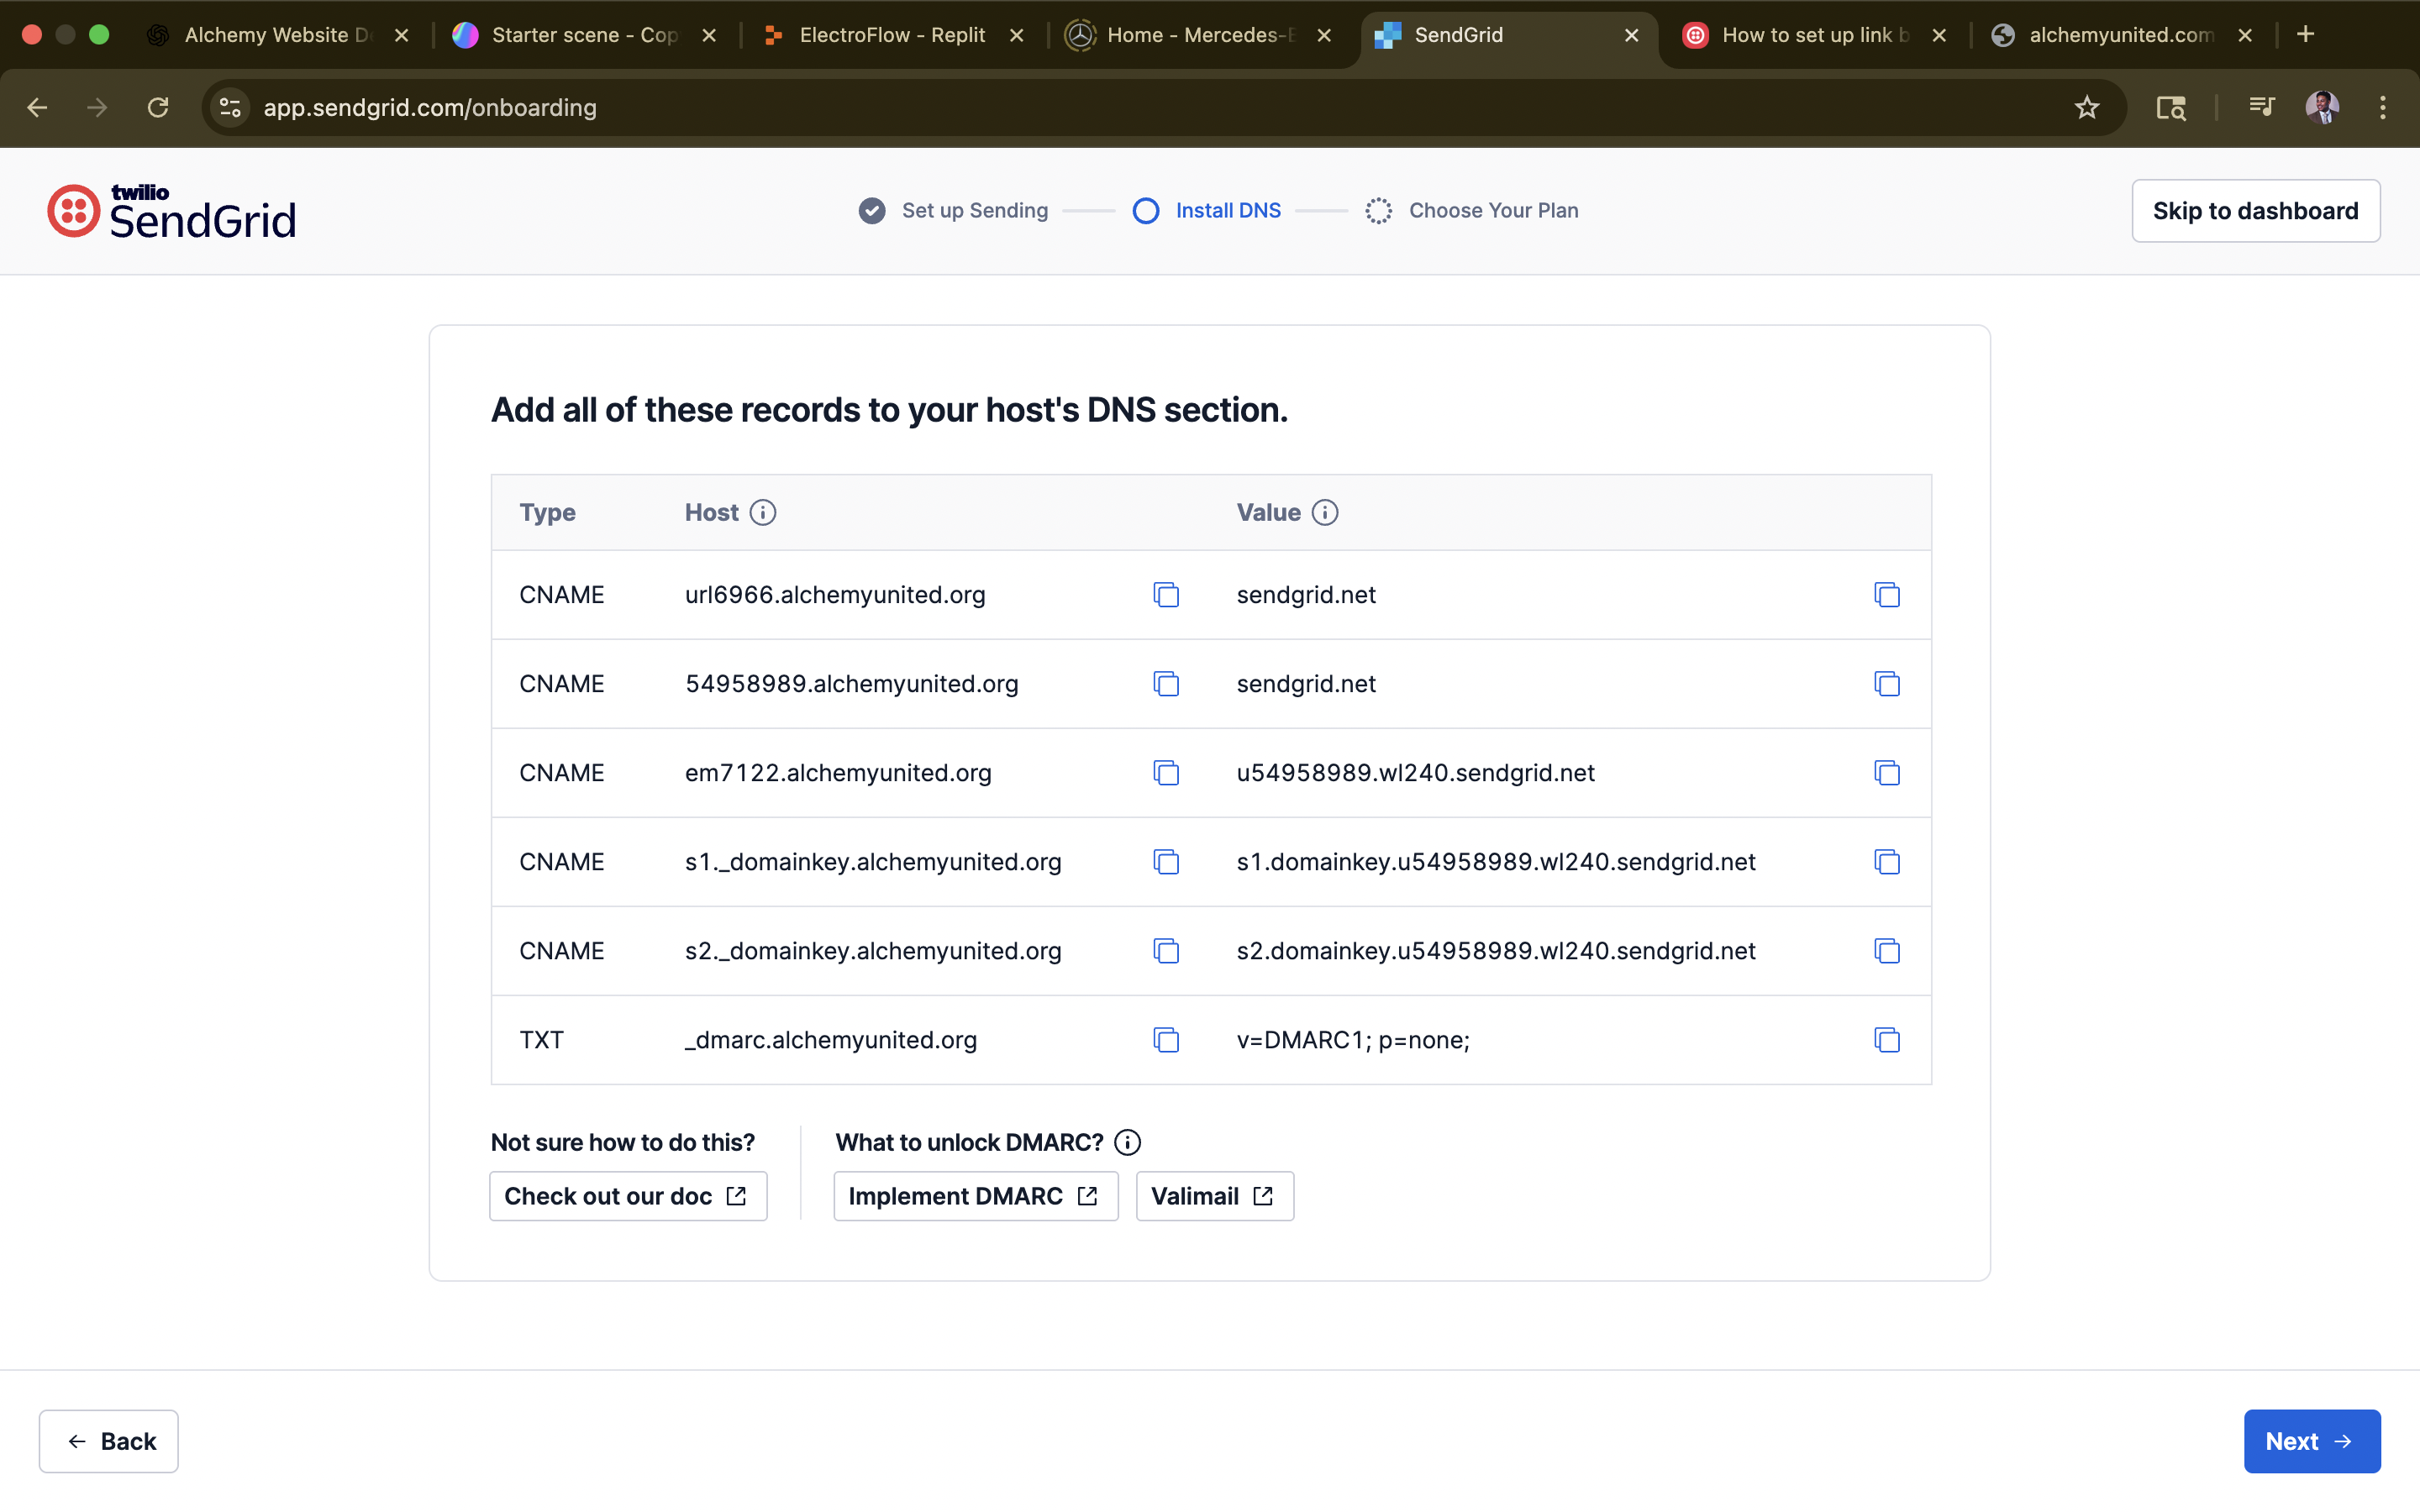 Alchemy Website D
Starter scene - Cop
ElectroFlow - Replit
Home - Mercedes-B
SendGrid
How to set up link b
alchemyunited.com
app.sendgrid.com/onboarding
twilio
SendGrid
Set up Sending
Install DNS
Choose Your Plan
Skip to dashboard
Add all of these records to your host's DNS section.
Type Host Value
CNAME url6966.alchemyunited.org sendgrid.net
CNAME 54958989.alchemyunited.org sendgrid.net
CNAME em7122.alchemyunited.org u54958989.wl240.sendgrid.net
CNAME s1._domainkey.alchemyunited.org s1.domainkey.u54958989.wl240.sendgrid.net
CNAME s2._domainkey.alchemyunited.org s2.domainkey.u54958989.wl240.sendgrid.net
TXT _dmarc.alchemyunited.org v=DMARC1; p=none;
Not sure how to do this?
Check out our doc
What to unlock DMARC?
Implement DMARC
Valimail
Back
Next